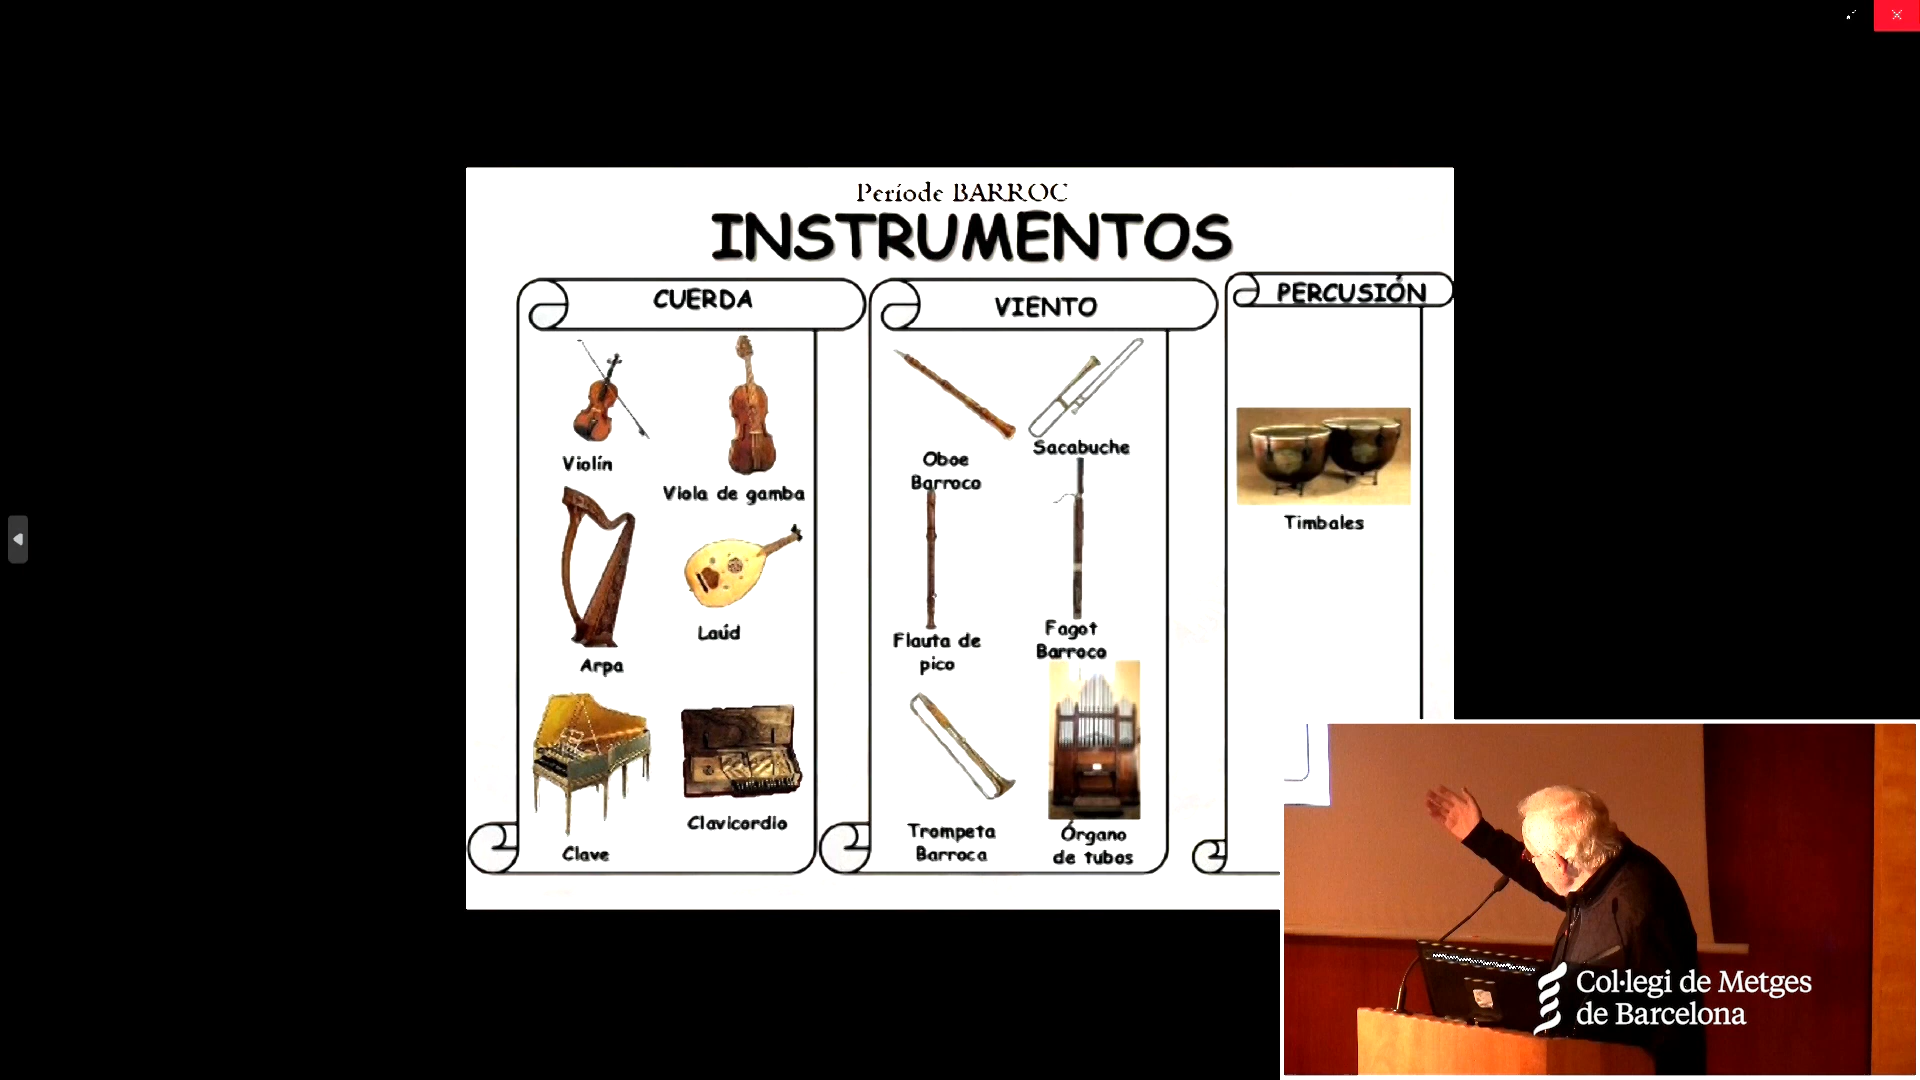 Període BARROC
INSTRUMENTOS
CUERDA
Violín
Viola de gamba
Arpa
Laúd
Clave
Clavicordio
VIENTO
Oboe
Barroco
Sacabuche
Flauta de
pico
Fagot
Barroco
Trompeta
Barroca
Órgano
de tubos
PERCUSIÓN
Timbales
Col·legi de Metges
de Barcelona